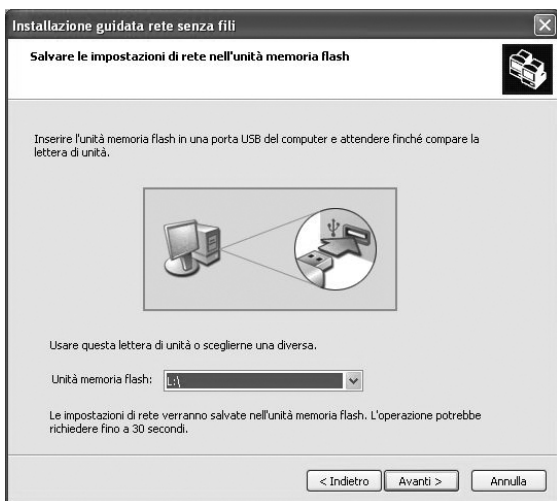 Installazione guidata rete senza fili
Salvare le impostazioni di rete nell'unità memoria flash
Inserire l'unità memoria flash in una porta USB del computer e attendere finché compare la
lettera di unità.
Usare questa lettera di unità o sceglierne una diversa.
Unità memoria flash: L:\
Le impostazioni di rete verranno salvate nell'unità memoria flash. L'operazione potrebbe
richiedere fino a 30 secondi.
< Indietro Avanti > Annulla